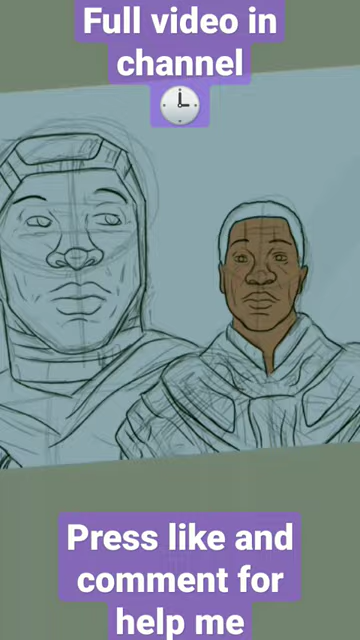 Full video in
channel
Press like and
comment for
help me